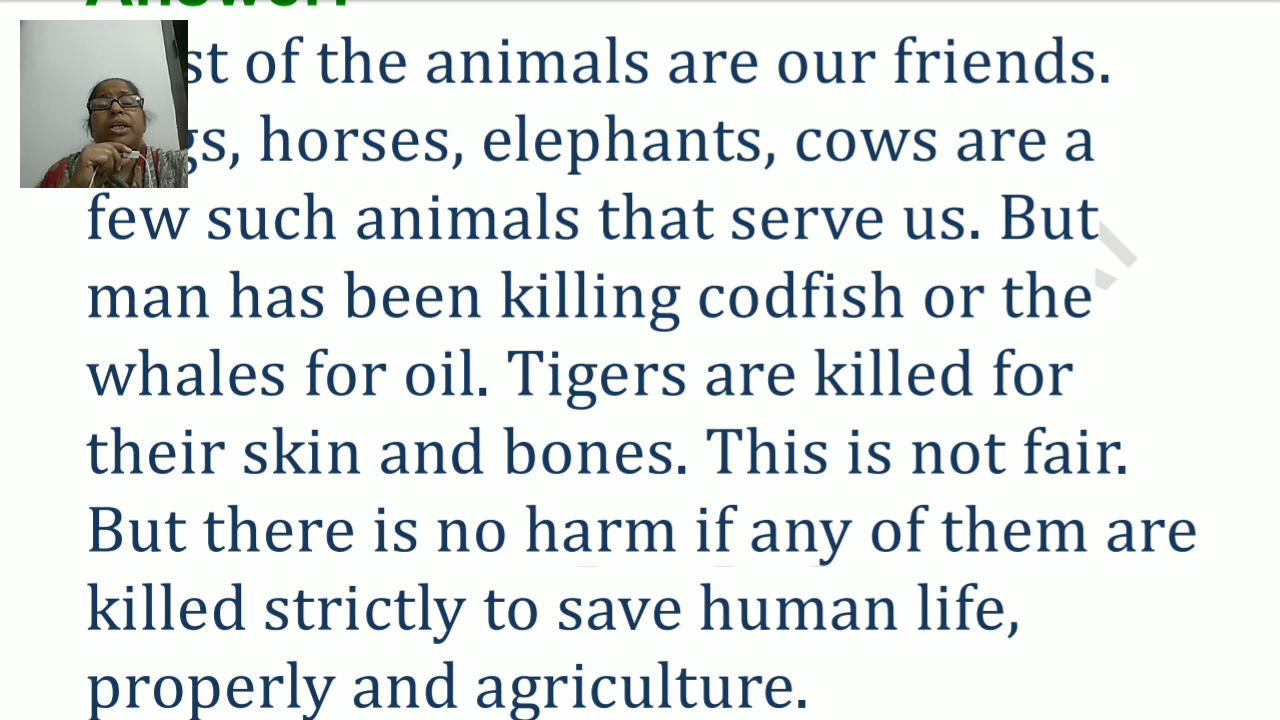 of the animals are our friends.
horses, elephants, cows are a
few such animals that serve us. But
man has been killing codfish or the
whales for oil. Tigers are killed for
their skin and bones. This is not fair.
But there is no harm if any of them are
killed strictly to save human life,
properly and agriculture.